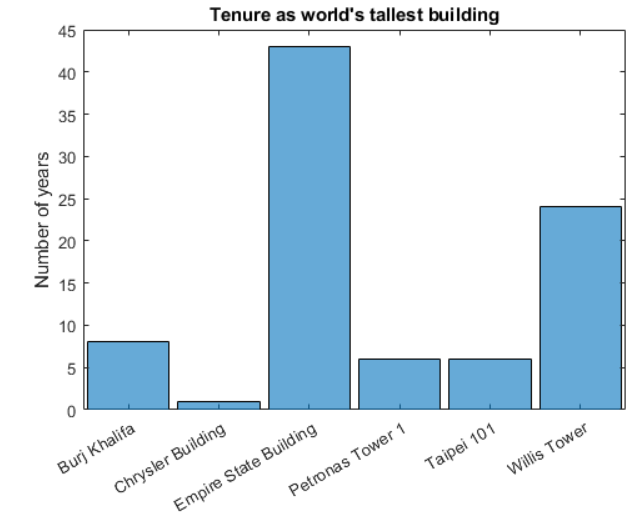 Tenure as world's tallest building
Number of years
45
40
35
30
25
20
15
10
5
0
Burj Khalifa
Chrysler Building
Empire State Building
Petronas Tower 1
Taipei 101
Willis Tower